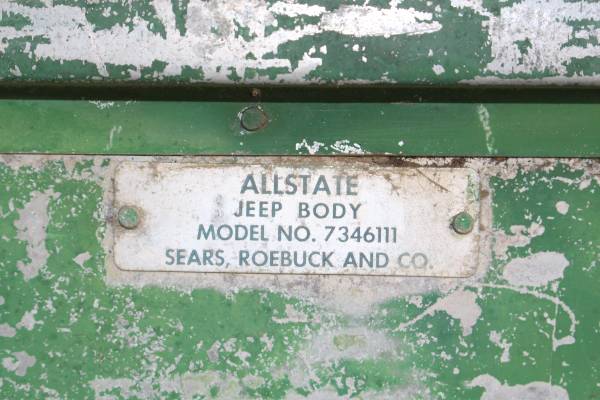 ALLSTATE
JEEP BODY
MODEL NO. 7346111
SEARS, ROEBUCK AND CO.